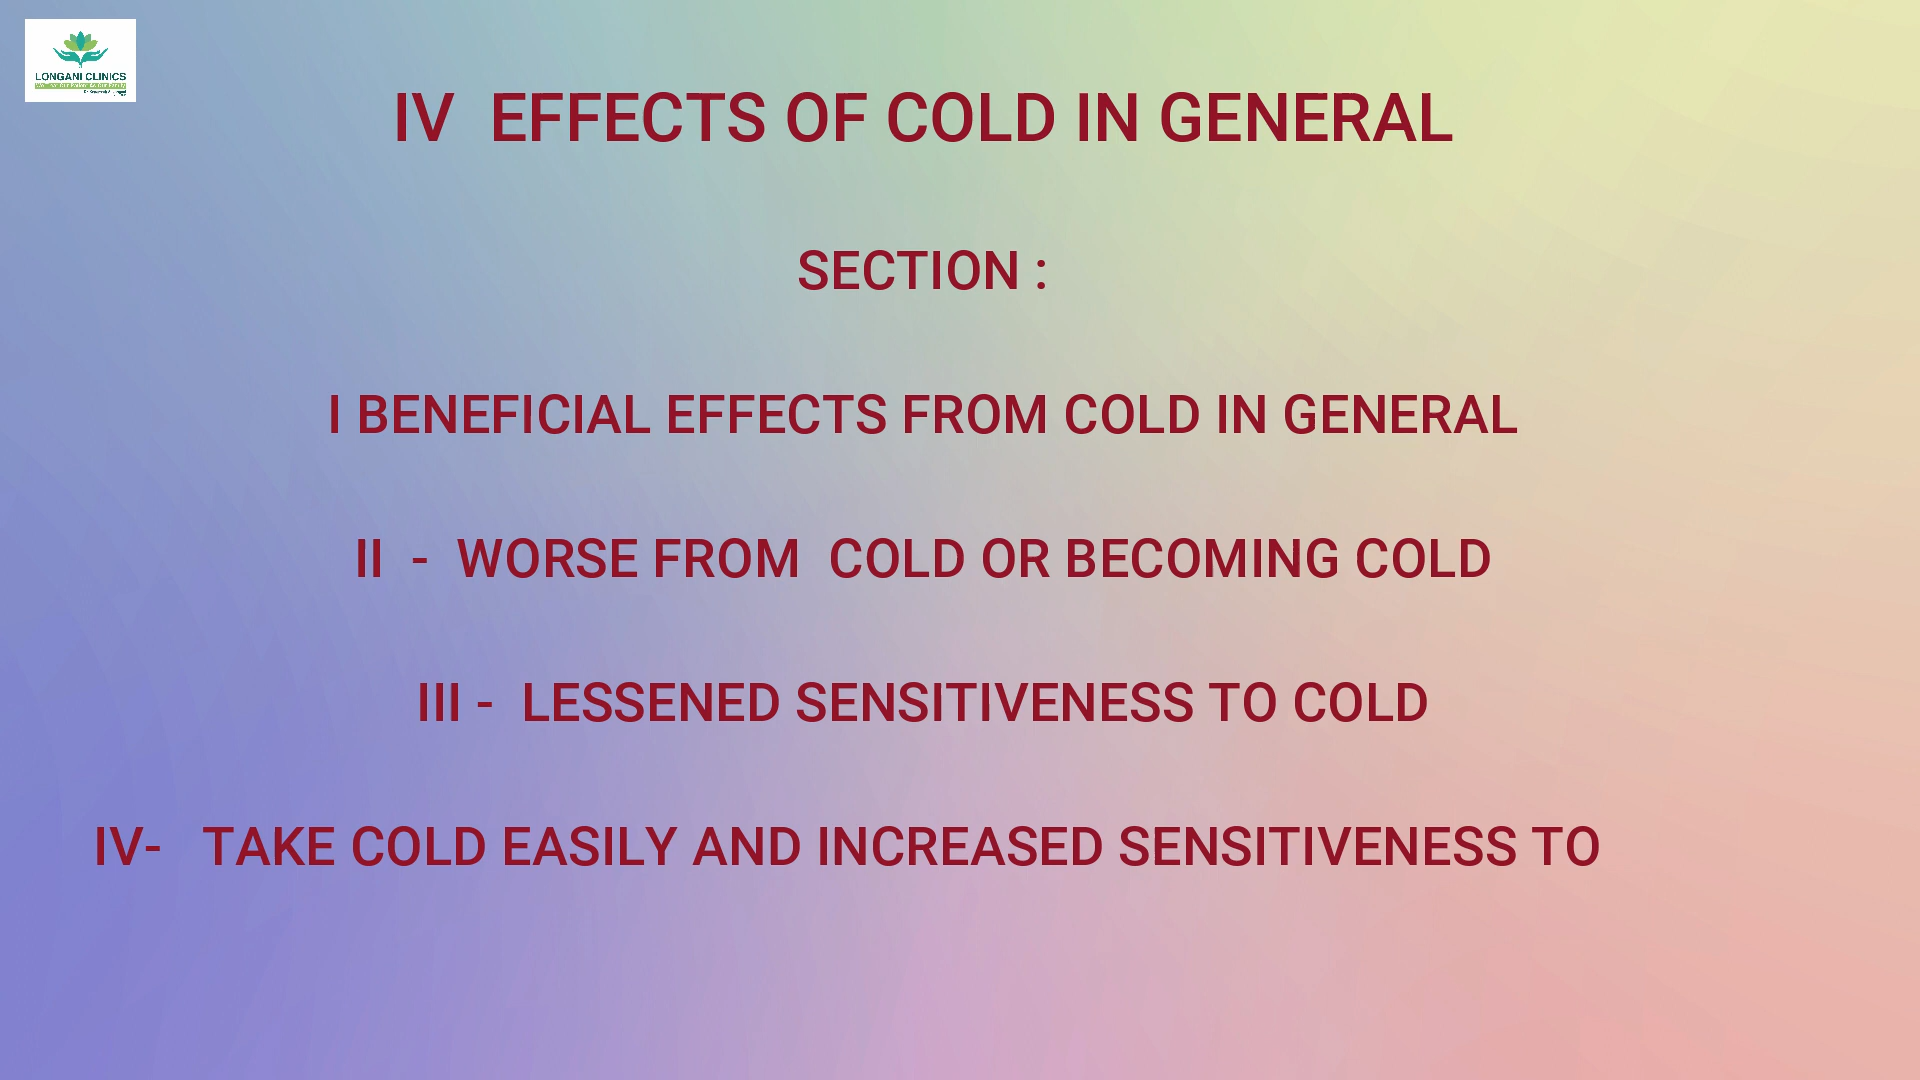 LONGANI CLINICS
IV  EFFECTS OF COLD IN GENERAL
SECTION :
I BENEFICIAL EFFECTS FROM COLD IN GENERAL
II  -  WORSE FROM  COLD OR BECOMING COLD
III -  LESSENED SENSITIVENESS TO COLD
IV-   TAKE COLD EASILY AND INCREASED SENSITIVENESS TO